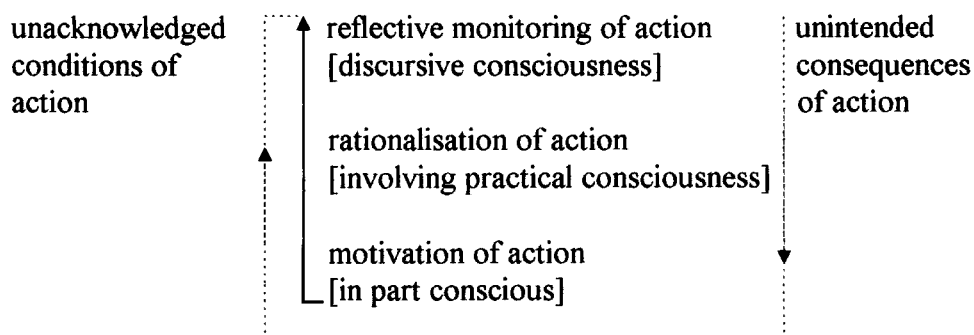 unacknowledged
conditions of
action
reflective monitoring of action
[discursive consciousness]
rationalisation of action
[involving practical consciousness]
motivation of action
[in part conscious]
unintended
consequences
of action